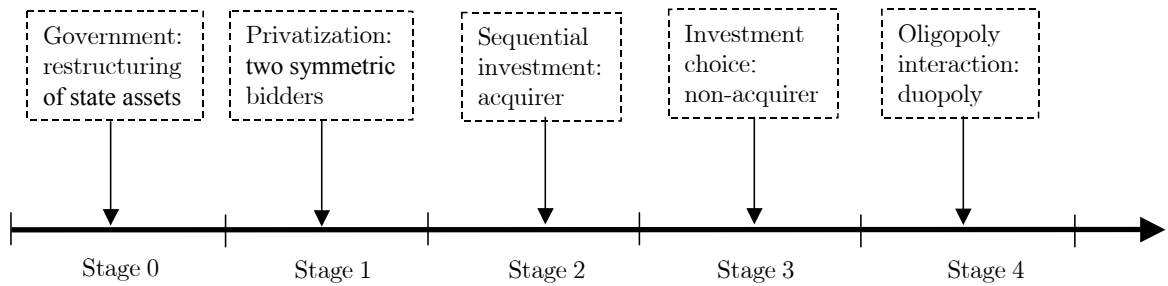 Government:
restructuring
of state assets
Privatization:
two symmetric
bidders
Sequential
investment:
acquirer
Investment
choice:
non-acquirer
Oligopoly
interaction:
duopoly
Stage 0
Stage 1
Stage 2
Stage 3
Stage 4